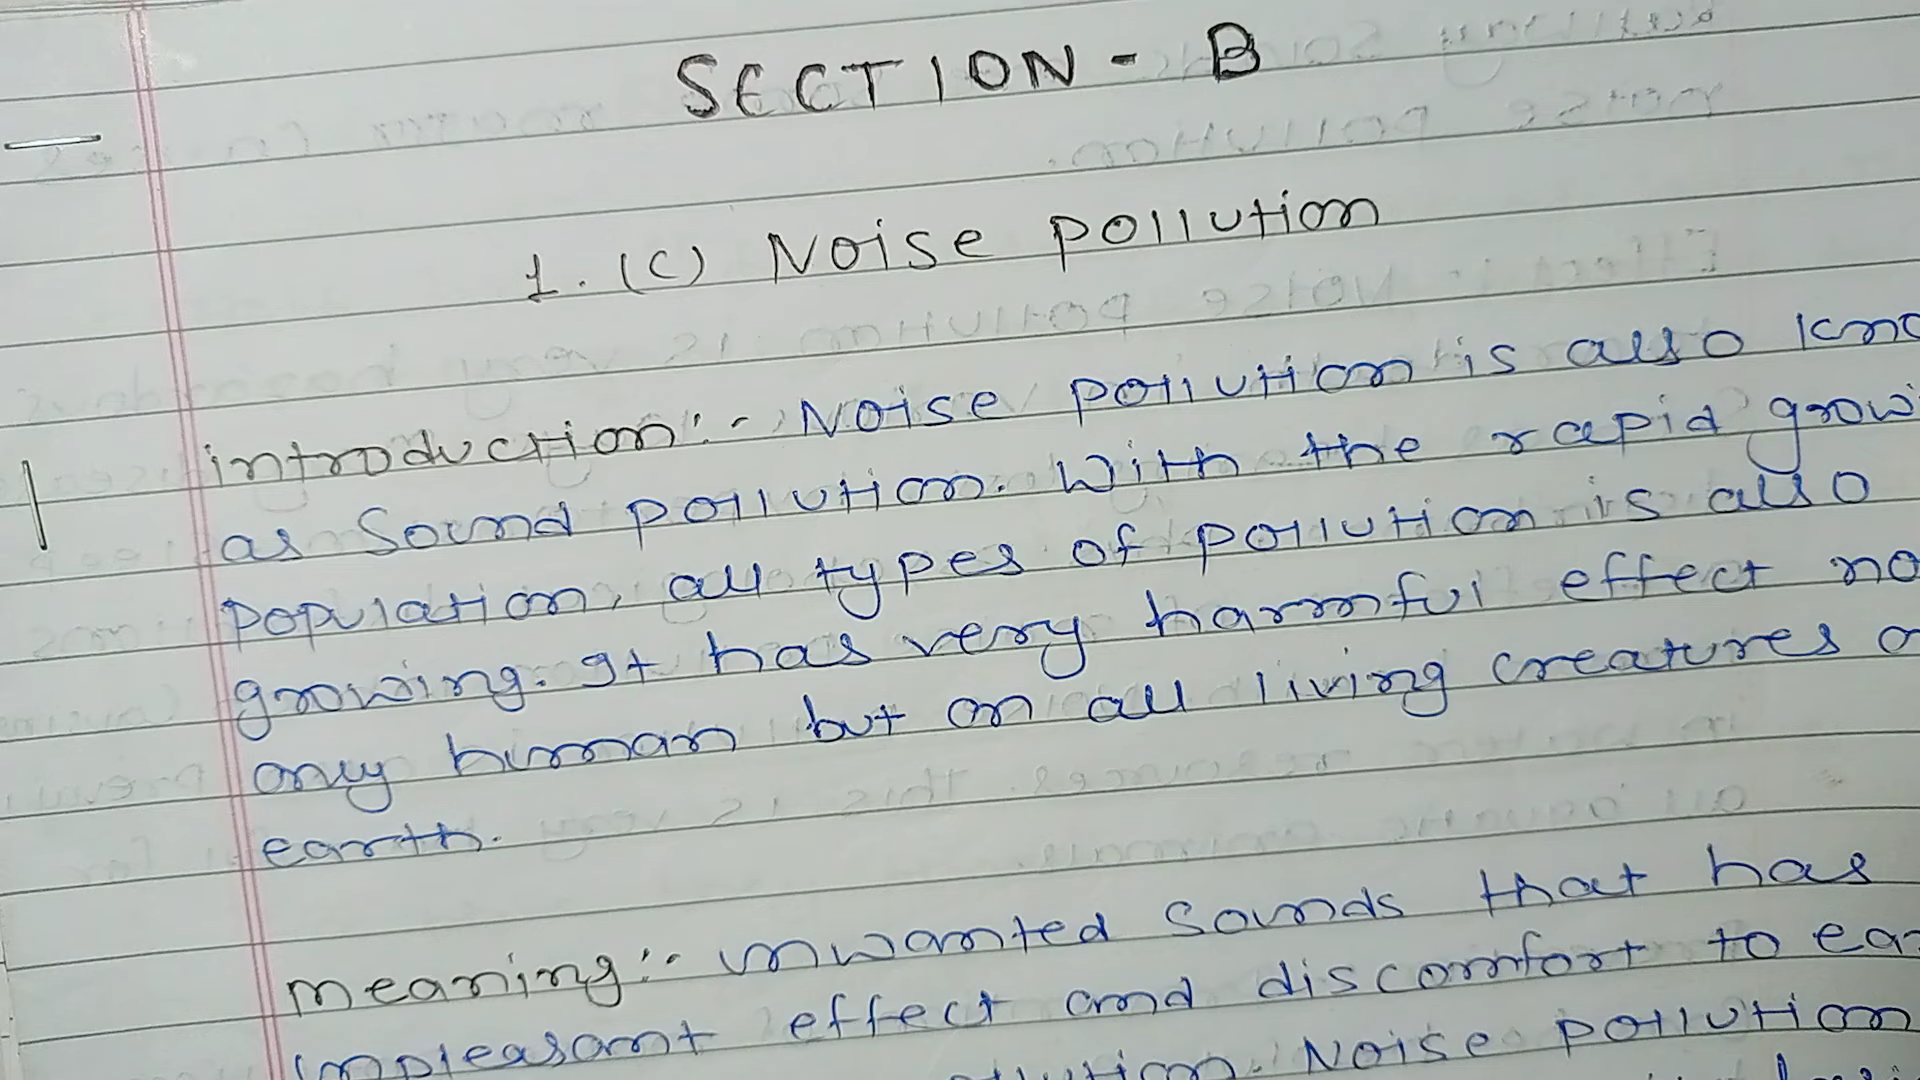 SECTION - B
1. (C) Noise pollution
introduction:- Noise pollution is also kno
as Sound pollution. With the rapid growi
population, all types of pollution is also
growing. It has very harmful effect no
only human but on all living creatures o
earth.
meaning:- unwanted sounds that has
unpleasant effect and discomfort to ear
Noise pollution